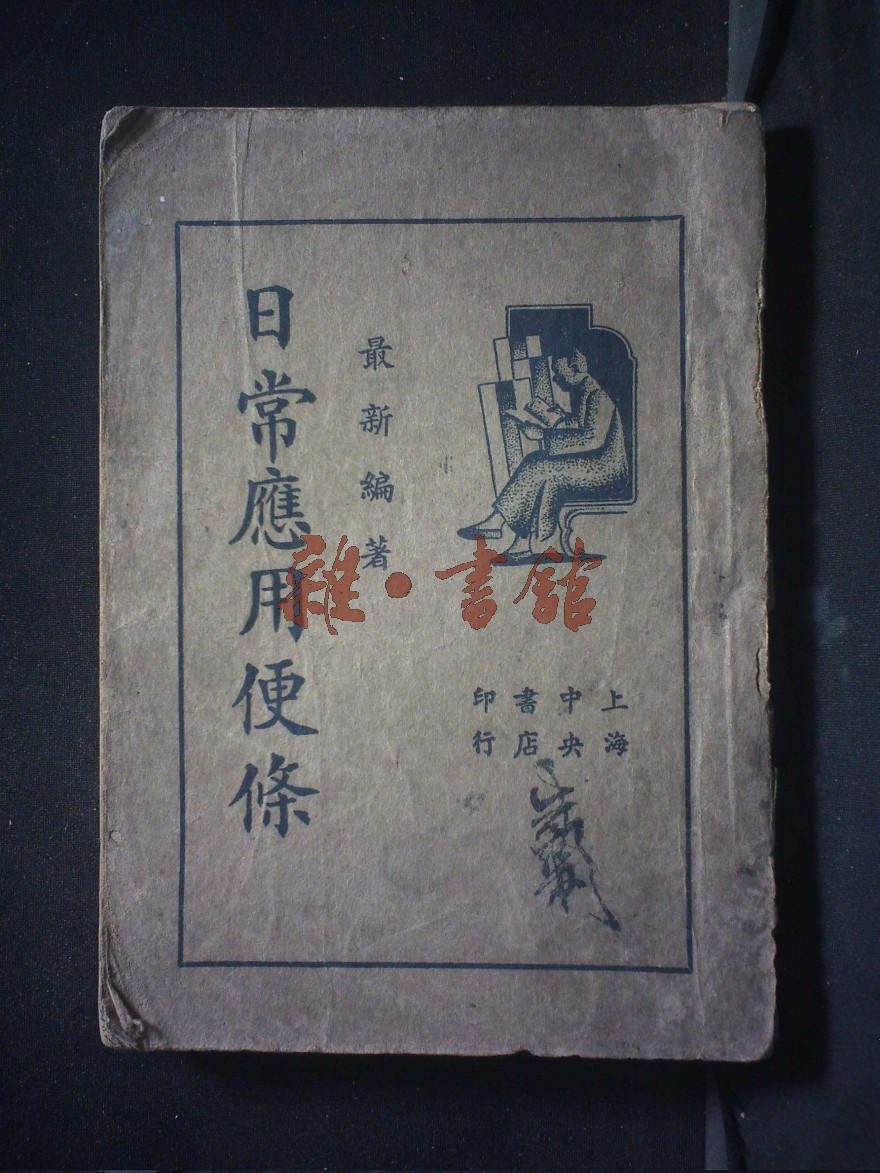 日常應用便條
最新編著
上海
中央
書店
印行
雜·書館